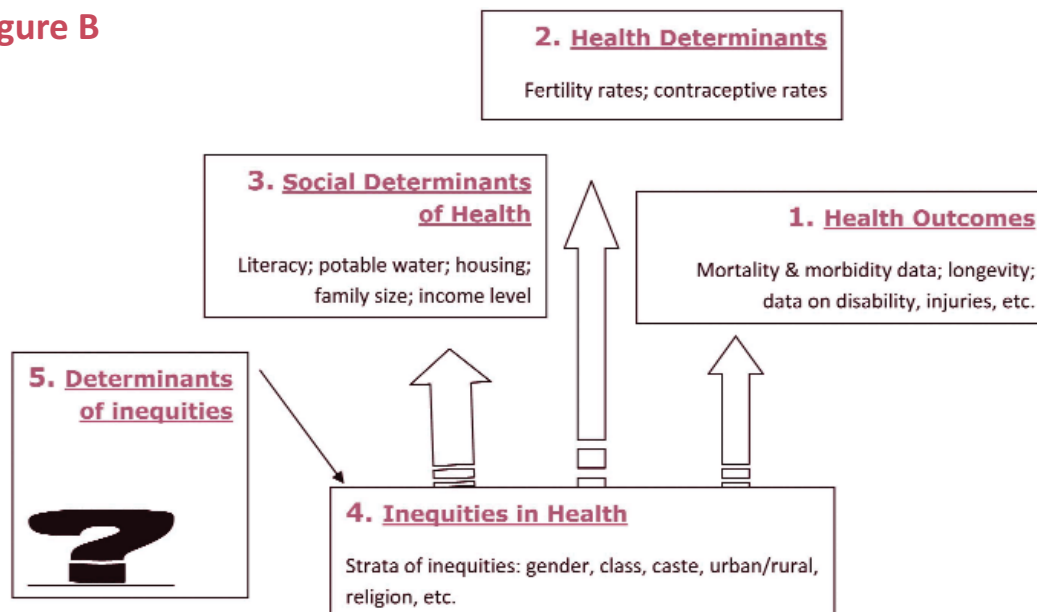 gure B
2. Health Determinants
Fertility rates; contraceptive rates
3. Social Determinants
of Health
Literacy; potable water; housing;
family size; income level
1. Health Outcomes
Mortality & morbidity data; longevity;
data on disability, injuries, etc.
5. Determinants
of inequities
?
4. Inequities in Health
Strata of inequities: gender, class, caste, urban/rural,
religion, etc.